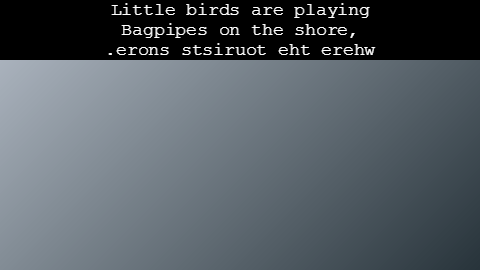 Little birds are playing
Bagpipes on the shore,
.erons stsiruot eht erehw